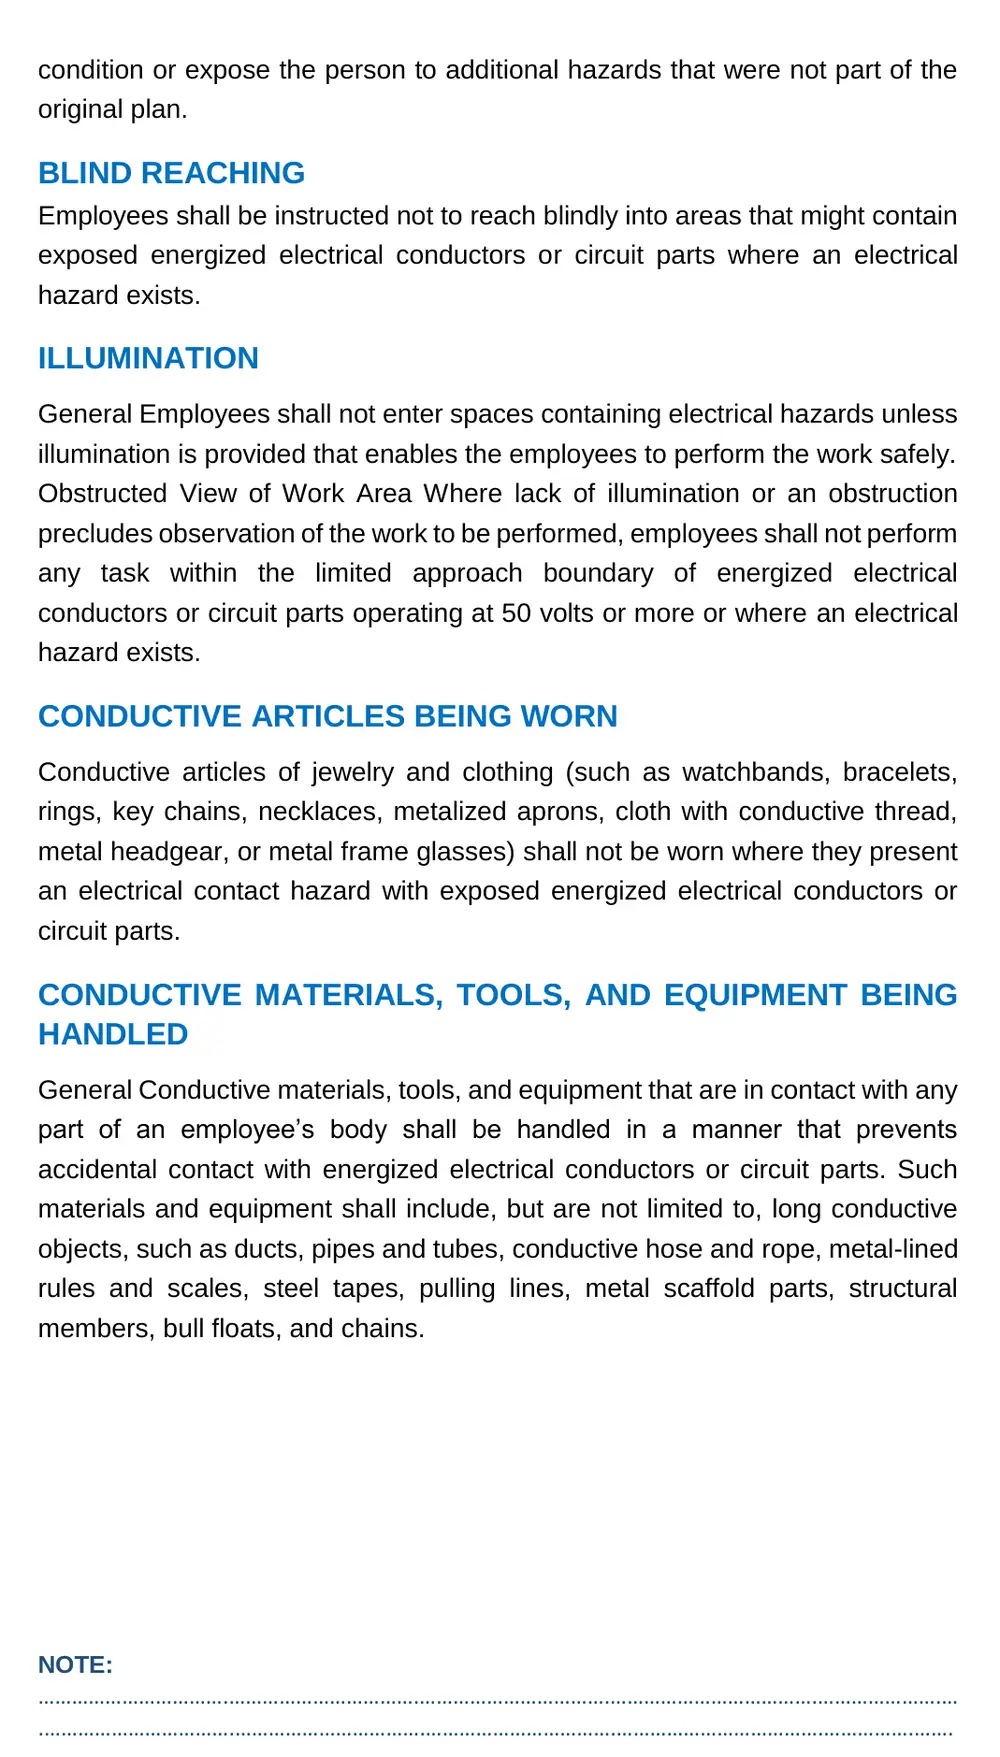 condition or expose the person to additional hazards that were not part of the
original plan.
BLIND REACHING
Employees shall be instructed not to reach blindly into areas that might contain
exposed energized electrical conductors or circuit parts where an electrical
hazard exists.
ILLUMINATION
General Employees shall not enter spaces containing electrical hazards unless
illumination is provided that enables the employees to perform the work safely.
Obstructed View of Work Area Where lack of illumination or an obstruction
precludes observation of the work to be performed, employees shall not perform
any task within the limited approach boundary of energized electrical
conductors or circuit parts operating at 50 volts or more or where an electrical
hazard exists.
CONDUCTIVE ARTICLES BEING WORN
Conductive articles of jewelry and clothing (such as watchbands, bracelets,
rings, key chains, necklaces, metalized aprons, cloth with conductive thread,
metal headgear, or metal frame glasses) shall not be worn where they present
an electrical contact hazard with exposed energized electrical conductors or
circuit parts.
CONDUCTIVE MATERIALS, TOOLS, AND EQUIPMENT BEING
HANDLED
General Conductive materials, tools, and equipment that are in contact with any
part of an employee’s body shall be handled in a manner that prevents
accidental contact with energized electrical conductors or circuit parts. Such
materials and equipment shall include, but are not limited to, long conductive
objects, such as ducts, pipes and tubes, conductive hose and rope, metal-lined
rules and scales, steel tapes, pulling lines, metal scaffold parts, structural
members, bull floats, and chains.
NOTE: